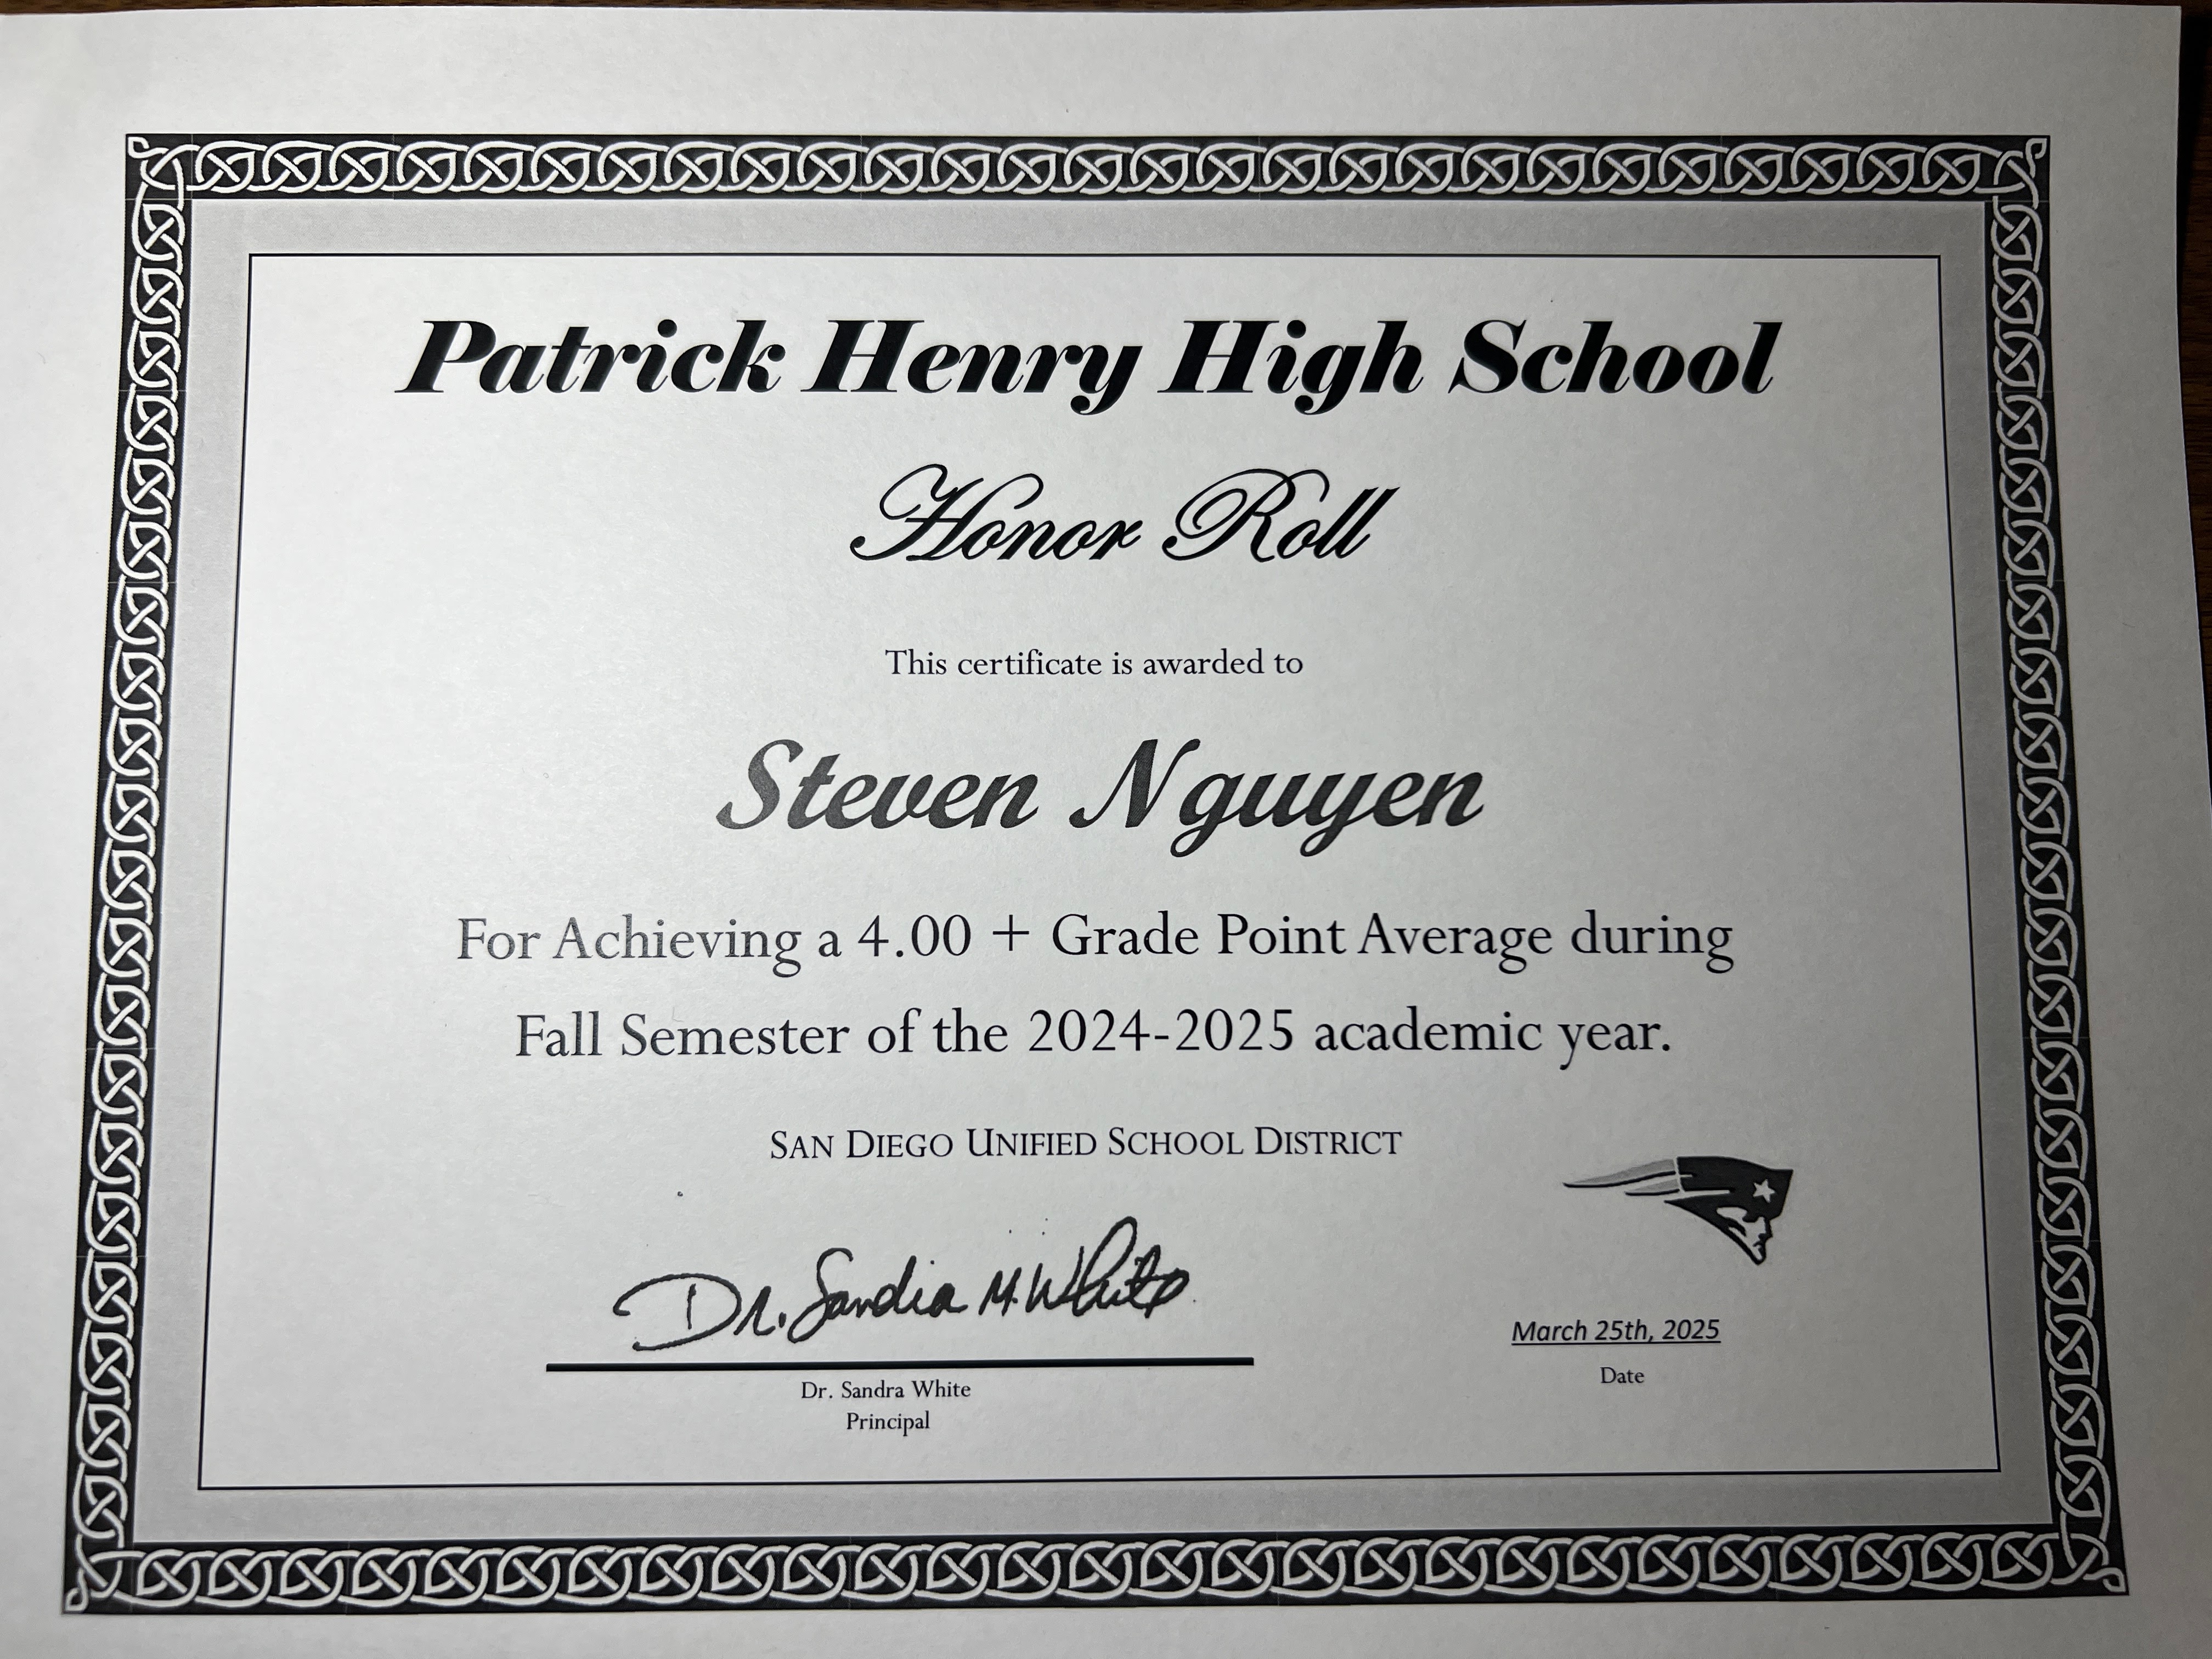 Patrick Henry High School
Honor Roll
This certificate is awarded to
Steven Nguyen
For Achieving a 4.00 + Grade Point Average during
Fall Semester of the 2024-2025 academic year.
SAN DIEGO UNIFIED SCHOOL DISTRICT
Dr. Sandra M. White
March 25th, 2025
Date
Dr. Sandra White
Principal